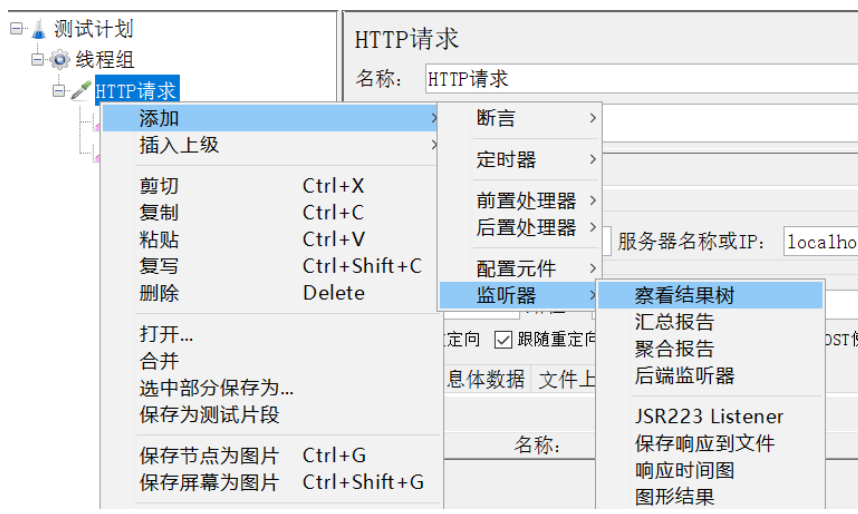 测试计划
线程组
HTTP请求
HTTP请求
名称: HTTP请求
添加
插入上级
剪切 Ctrl+X
复制 Ctrl+C
粘贴 Ctrl+V
复写 Ctrl+Shift+C
删除 Delete
打开...
合并
选中部分保存为...
保存为测试片段
保存节点为图片 Ctrl+G
保存屏幕为图片 Ctrl+Shift+G
断言
定时器
前置处理器
后置处理器
配置元件
监听器
服务器名称或IP: localho
定向 跟随重定向
息体数据 文件上
名称:
察看结果树
汇总报告
聚合报告
后端监听器
JSR223 Listener
保存响应到文件
响应时间图
图形结果